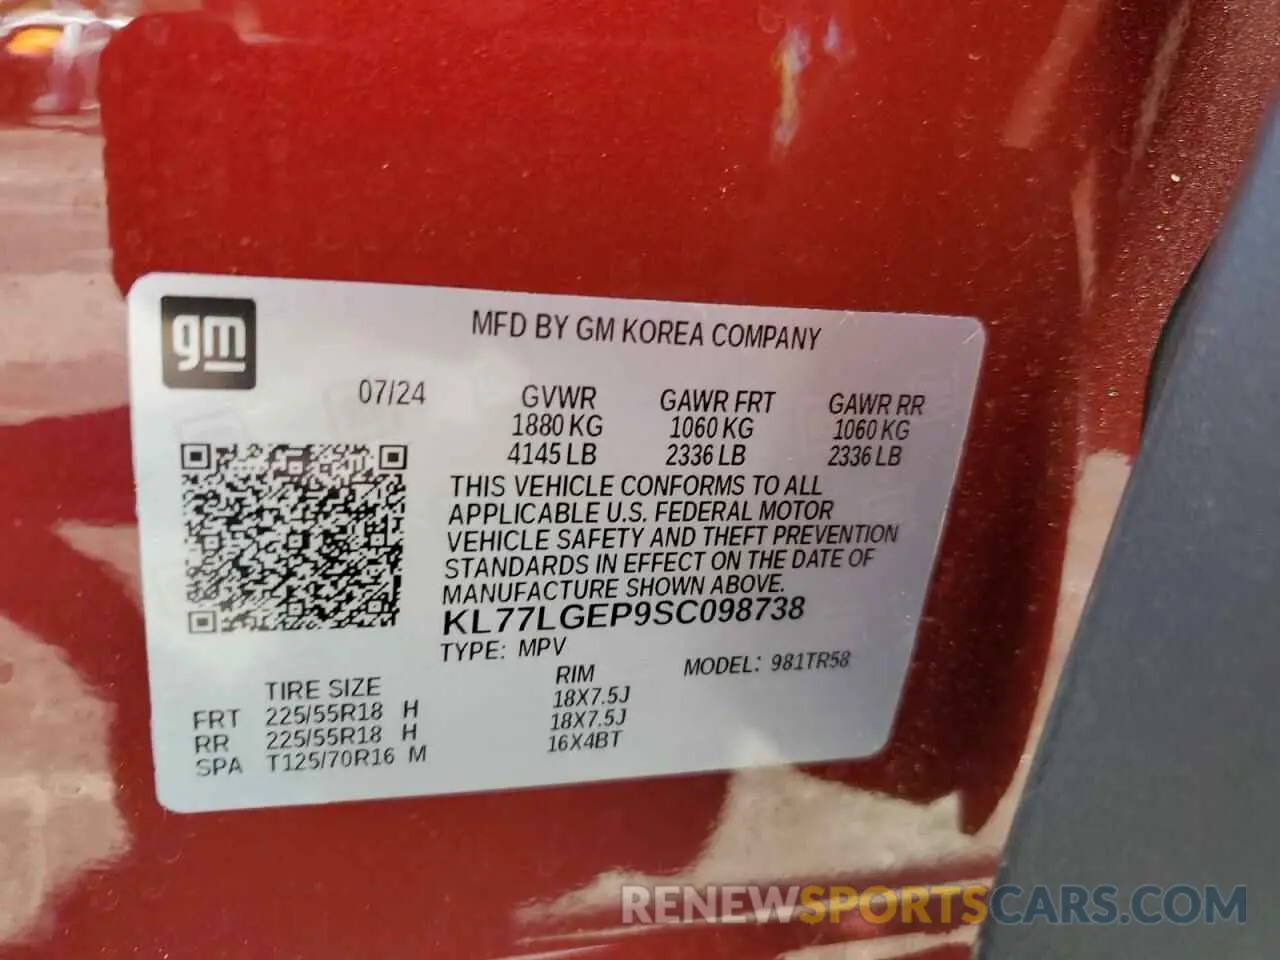 gm
MFD BY GM KOREA COMPANY
07/24
GVWR GAWR FRT GAWR RR
1880 KG 1060 KG 1060 KG
4145 LB 2336 LB 2336 LB
THIS VEHICLE CONFORMS TO ALL
APPLICABLE U.S. FEDERAL MOTOR
VEHICLE SAFETY AND THEFT PREVENTION
STANDARDS IN EFFECT ON THE DATE OF
MANUFACTURE SHOWN ABOVE.
KL77LGEP9SC098738
TYPE: MPV MODEL: 981TR58
TIRE SIZE RIM
FRT 225/55R18 H 18X7.5J
RR 225/55R18 H 18X7.5J
SPA T125/70R16 M 16X4BT
RENEWSPORTSCARS.COM